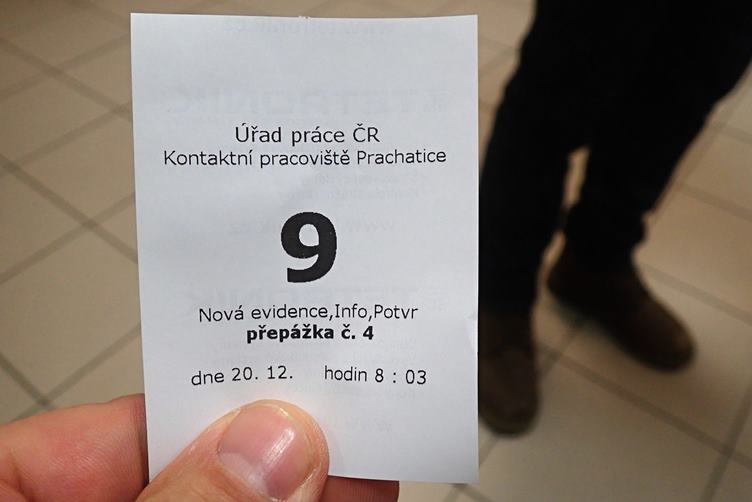 Úřad práce ČR
Kontaktní pracoviště Prachatice
9
Nová evidence,Info,Potvr
přepážka č. 4
dne 20. 12. hodin 8 : 03